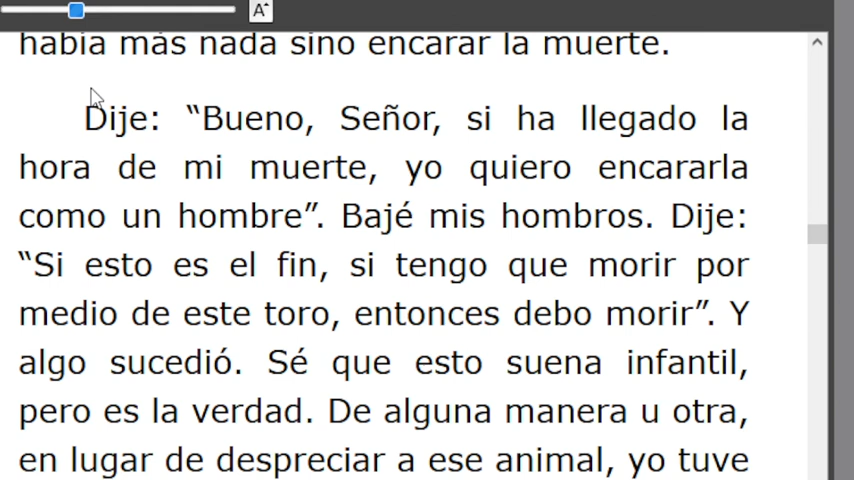 A
había más nada sino encarar la muerte.
Dije: “Bueno, Señor, si ha llegado la
hora de mi muerte, yo quiero encararla
como un hombre”. Bajé mis hombros. Dije:
“Si esto es el fin, si tengo que morir por
medio de este toro, entonces debo morir”. Y
algo sucedió. Sé que esto suena infantil,
pero es la verdad. De alguna manera u otra,
en lugar de despreciar a ese animal, yo tuve